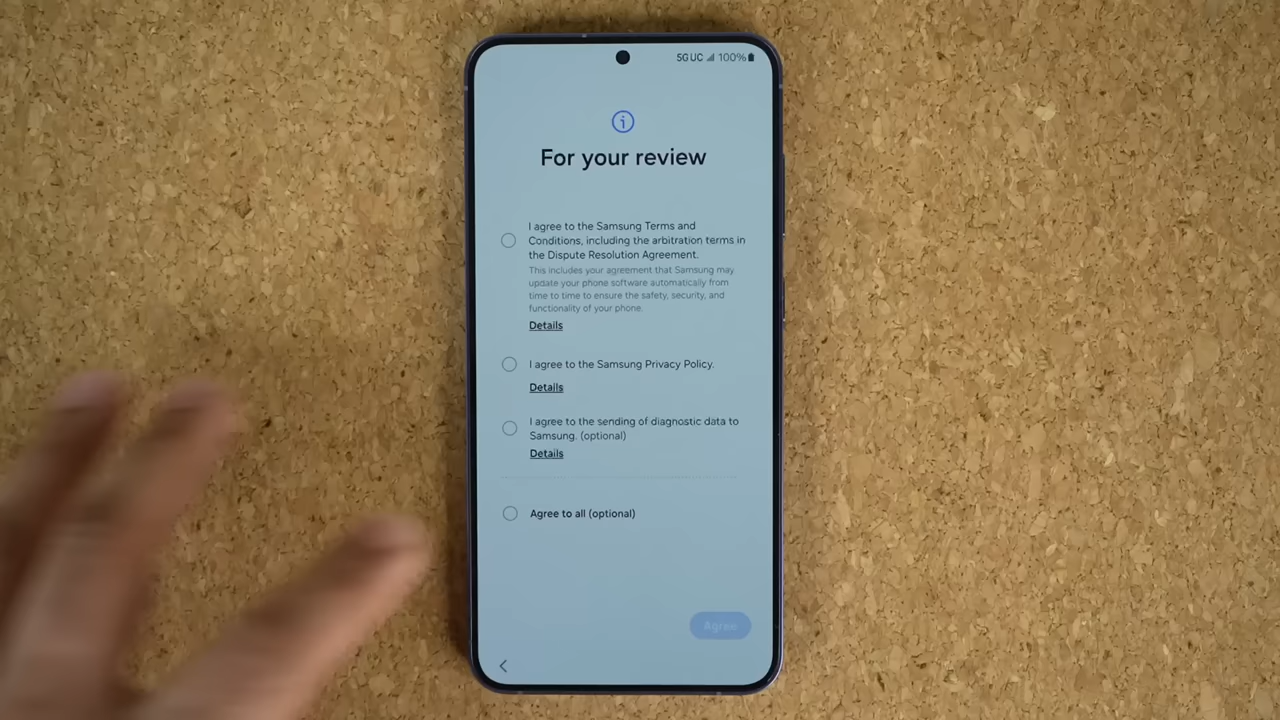 5G UC 100%
For your review
I agree to the Samsung Terms and
Conditions, including the arbitration terms in
the Dispute Resolution Agreement.
This includes your agreement that Samsung may
update your phone software automatically from
time to time to ensure the safety, security, and
functionality of your phone.
Details
I agree to the Samsung Privacy Policy.
Details
I agree to the sending of diagnostic data to
Samsung. (optional)
Details
Agree to all (optional)
Agree